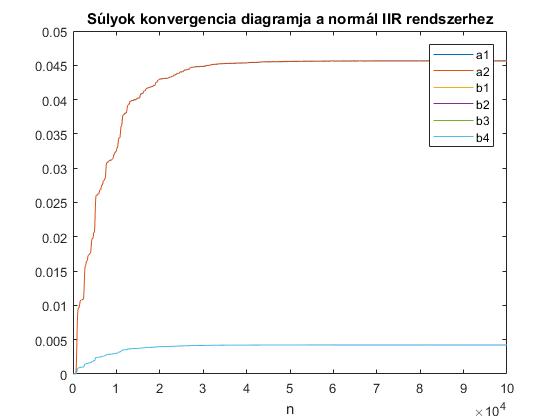 Súlyok konvergencia diagramja a normál IIR rendszerhez
0.05
0.045
0.04
0.035
0.03
0.025
0.02
0.015
0.01
0.005
0
a1
a2
b1
b2
b3
b4
0 1 2 3 4 5 6 7 8 9 10
n
×10⁴